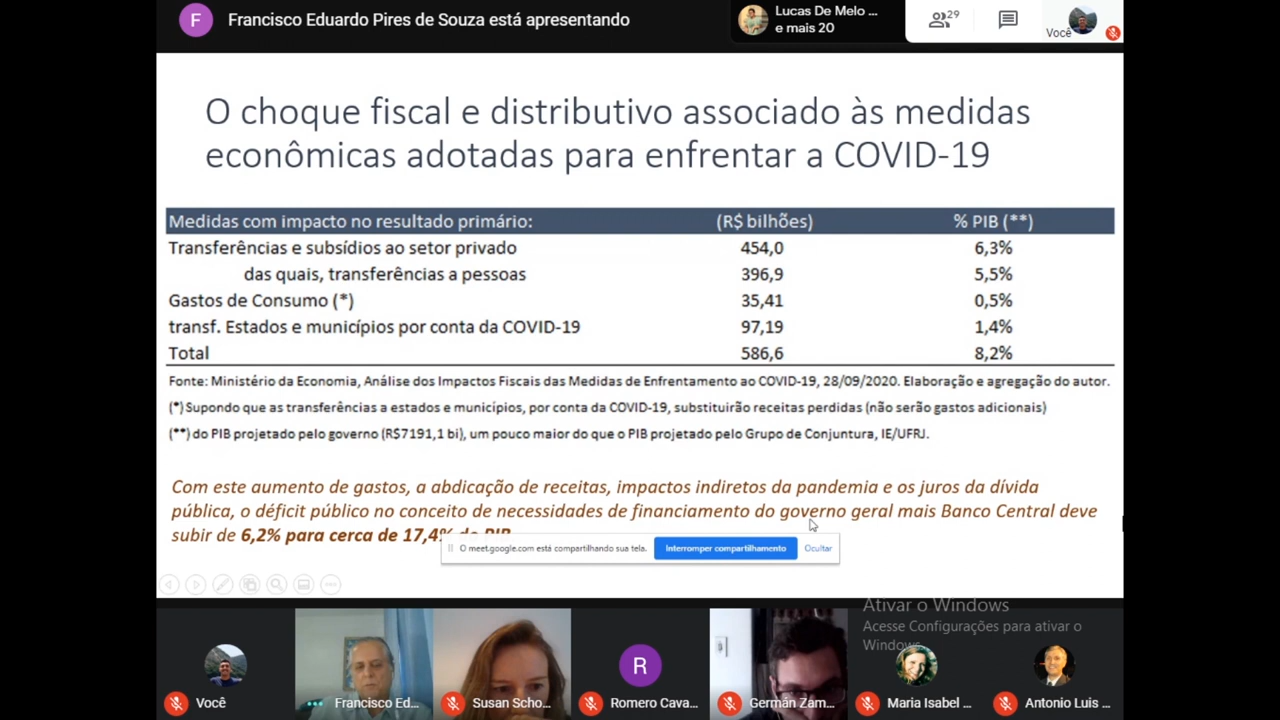 F
Francisco Eduardo Pires de Souza está apresentando
Lucas De Melo ...
e mais 20
29
Você
O choque fiscal e distributivo associado às medidas
econômicas adotadas para enfrentar a COVID-19
Medidas com impacto no resultado primário: (R$ bilhões) % PIB (**)
Transferências e subsídios ao setor privado 454,0 6,3%
das quais, transferências a pessoas 396,9 5,5%
Gastos de Consumo (*) 35,41 0,5%
transf. Estados e municípios por conta da COVID-19 97,19 1,4%
Total 586,6 8,2%
Fonte: Ministério da Economia, Análise dos Impactos Fiscais das Medidas de Enfrentamento ao COVID-19, 28/09/2020. Elaboração e agregação do autor.
(*) Supondo que as transferências a estados e municípios, por conta da COVID-19, substituirão receitas perdidas (não serão gastos adicionais)
(**) do PIB projetado pelo governo (R$7191,1 bi), um pouco maior do que o PIB projetado pelo Grupo de Conjuntura, IE/UFRJ.
Com este aumento de gastos, a abdicação de receitas, impactos indiretos da pandemia e os juros da dívida
pública, o déficit público no conceito de necessidades de financiamento do governo geral mais Banco Central deve
subir de 6,2% para cerca de 17,4% do PIB
O meet.google.com está compartilhando sua tela. Interromper compartilhamento Ocultar
Ativar o Windows
Acesse Configurações para ativar o
Windows.
R
Você
Francisco Ed...
Susan Scho...
Romero Cava...
Germán Zam...
Maria Isabel ...
Antonio Luis ...